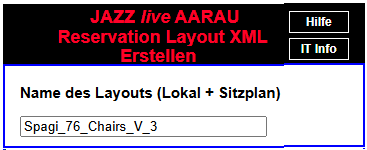 JAZZ live AARAU
Reservation Layout XML
Erstellen
Hilfe
IT Info
Name des Layouts (Lokal + Sitzplan)
Spagi_76_Chairs_V_3